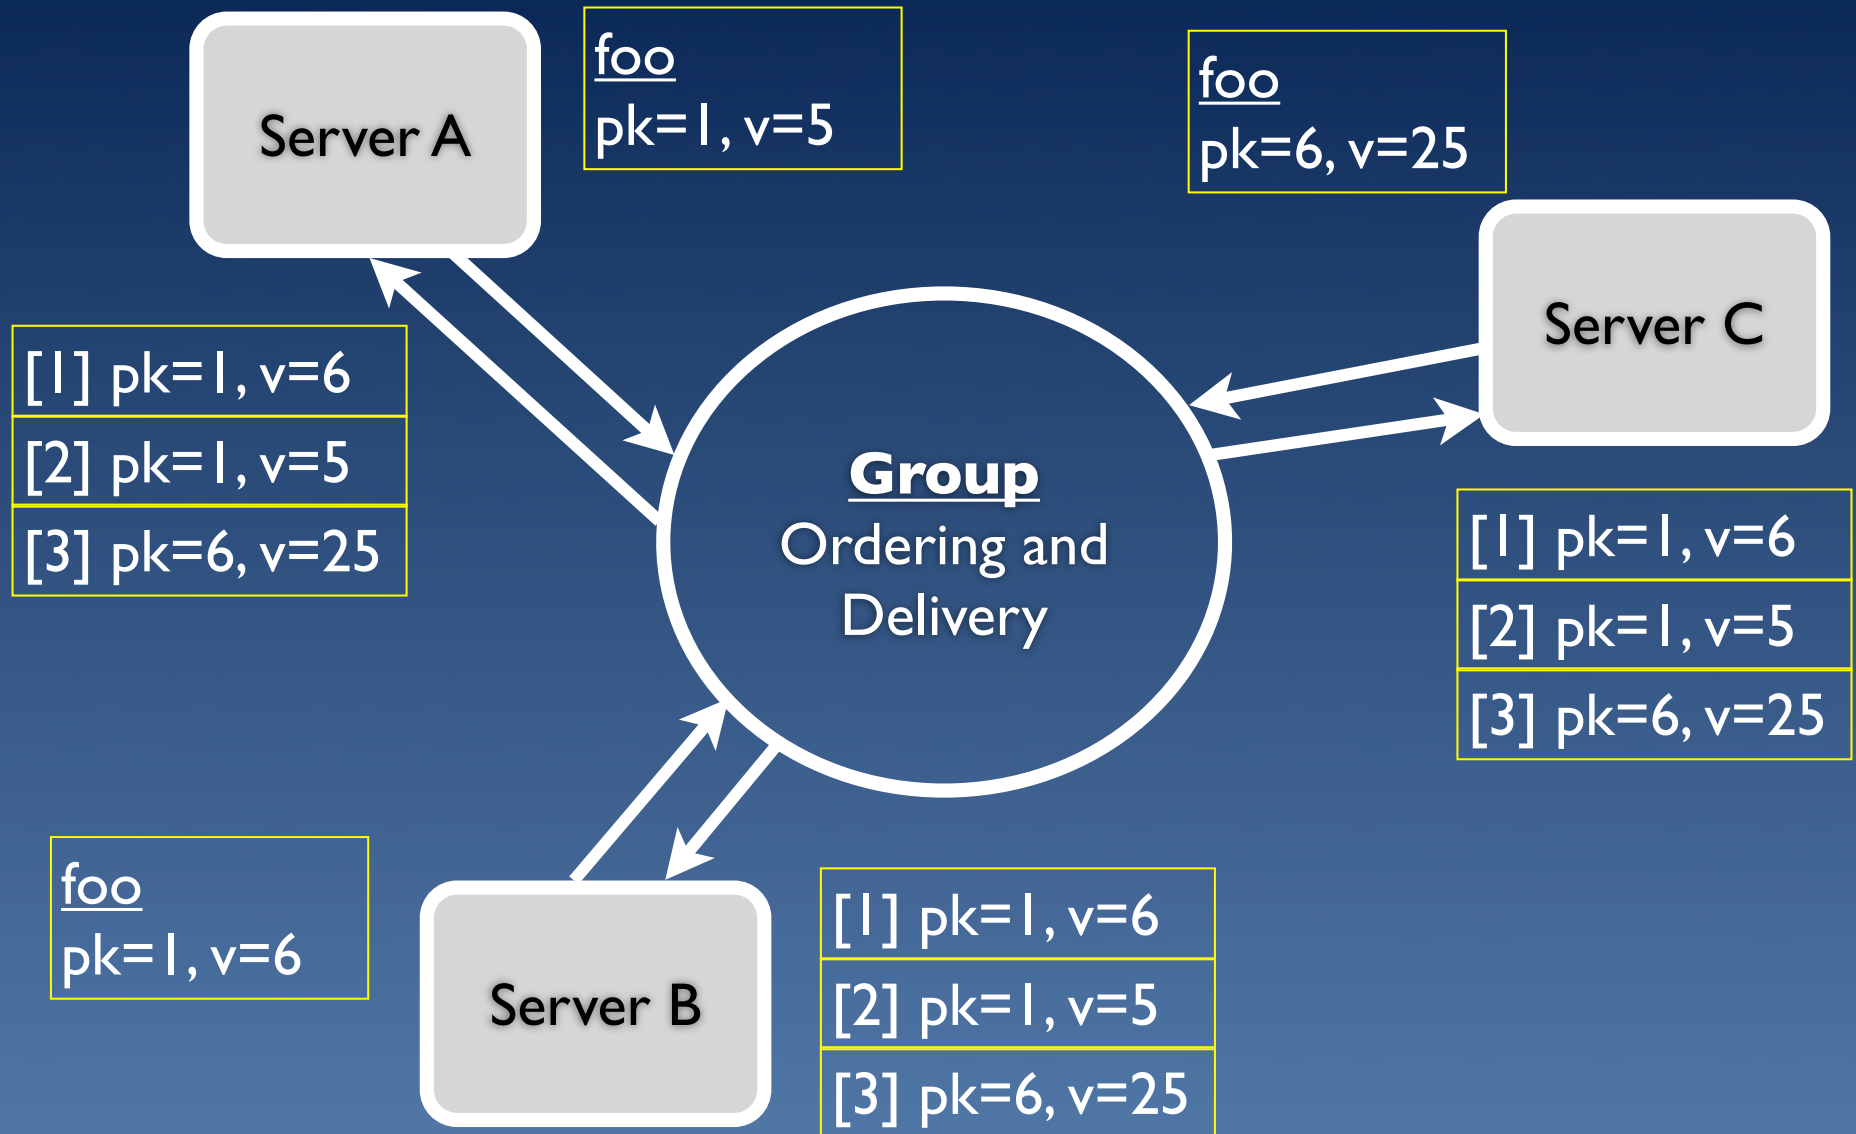 foo
pk=1, v=5
Server A
foo
pk=6, v=25
Server C
[1] pk=1, v=6
[2] pk=1, v=5
[3] pk=6, v=25
Group
Ordering and
Delivery
[1] pk=1, v=6
[2] pk=1, v=5
[3] pk=6, v=25
foo
pk=1, v=6
Server B
[1] pk=1, v=6
[2] pk=1, v=5
[3] pk=6, v=25